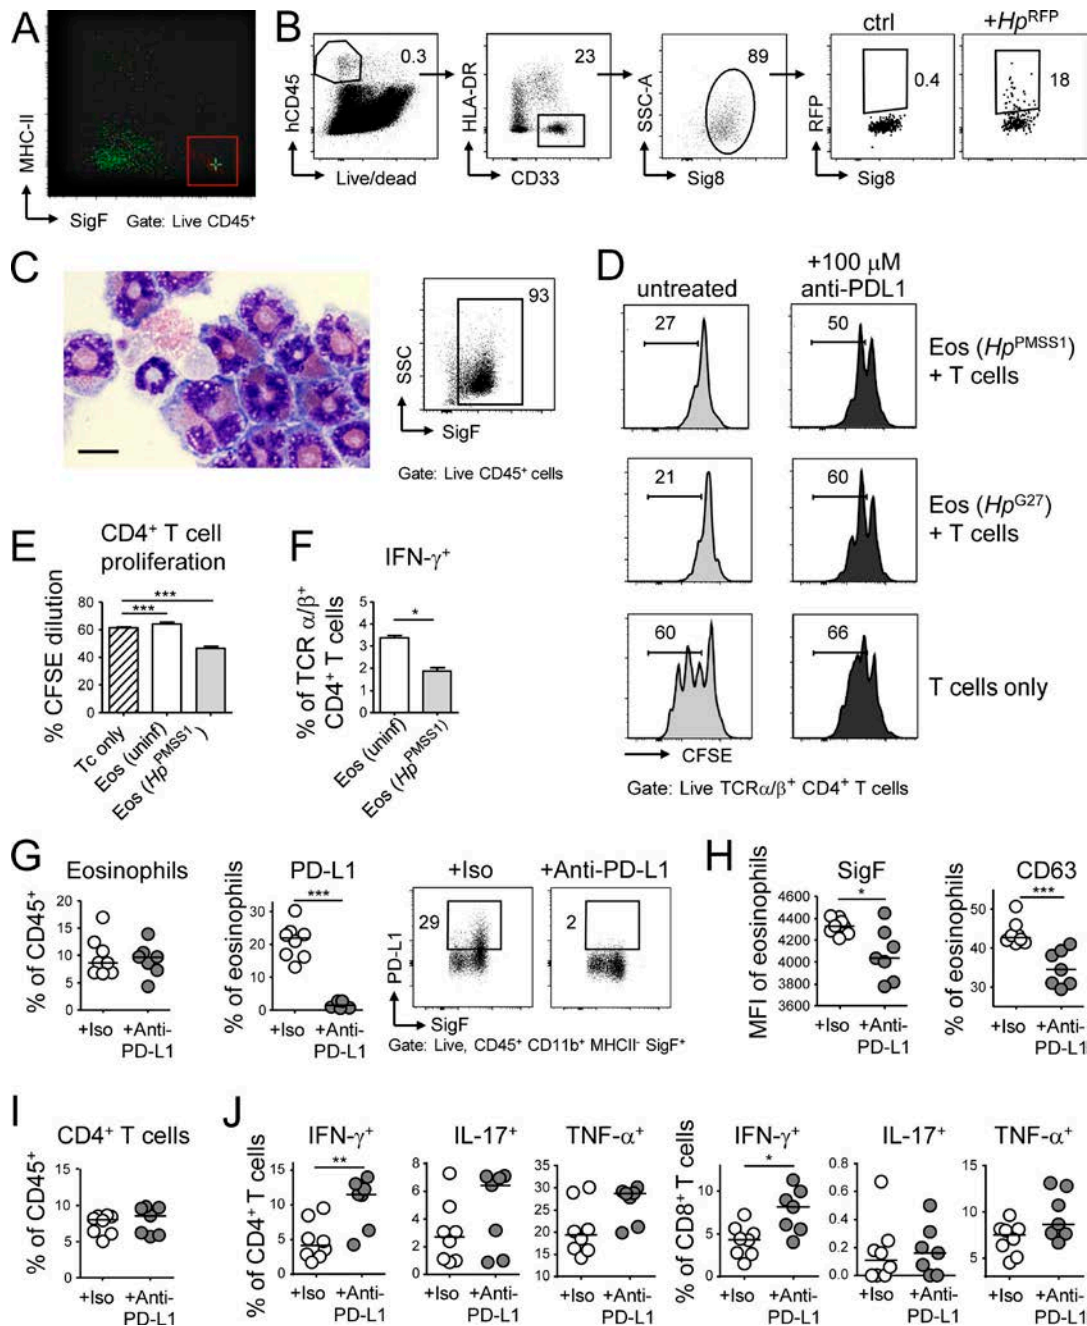 A
MHC-II
SigF
Gate: Live CD45⁺
B
hCD45
0.3
Live/dead
HLA-DR
23
CD33
SSC-A
89
Sig8
ctrl
+Hpᴿᶠᴾ
RFP
0.4
18
Sig8
C
SSC
93
SigF
Gate: Live CD45⁺ cells
D
untreated
+100 µM
anti-PDL1
27
50
Eos (Hp^PMSS1)
+ T cells
21
60
Eos (Hp^G27)
+ T cells
60
66
T cells only
CFSE
Gate: Live TCRα/β⁺ CD4⁺ T cells
E
CD4⁺ T cell
proliferation
% CFSE dilution
80
60
40
20
0
***
***
Tc only
Eos (uninf)
Eos (Hp^PMSS1)
F
IFN-γ⁺
% of TCR α/β⁺
CD4⁺ T cells
5
4
3
2
1
0
*
Eos (uninf)
Eos (Hp^PMSS1)
G
Eosinophils
% of CD45⁺
20
15
10
5
0
+Iso
+Anti-
PD-L1
PD-L1
% of eosinophils
30
20
10
0
***
+Iso
+Anti-
PD-L1
+Iso
+Anti-PD-L1
PD-L1
29
2
SigF
Gate: Live, CD45⁺ CD11b⁺ MHCII⁻ SigF⁺
H
SigF
MFI of eosinophils
4600
4400
4200
4000
3800
3600
*
+Iso
+Anti-
PD-L1
CD63
% of eosinophils
60
50
40
30
***
+Iso
+Anti-
PD-L1
I
CD4⁺ T cells
% of CD45⁺
15
10
5
0
+Iso
+Anti-
PD-L1
J
% of CD4⁺ T cells
IFN-γ⁺
15
10
5
0
**
+Iso
+Anti-
PD-L1
IL-17⁺
8
6
4
2
0
+Iso
+Anti-
PD-L1
TNF-α⁺
35
30
25
20
15
10
+Iso
+Anti-
PD-L1
% of CD8⁺ T cells
IFN-γ⁺
15
10
5
0
*
+Iso
+Anti-
PD-L1
IL-17⁺
0.8
0.6
0.4
0.2
0.0
+Iso
+Anti-
PD-L1
TNF-α⁺
15
10
5
+Iso
+Anti-
PD-L1